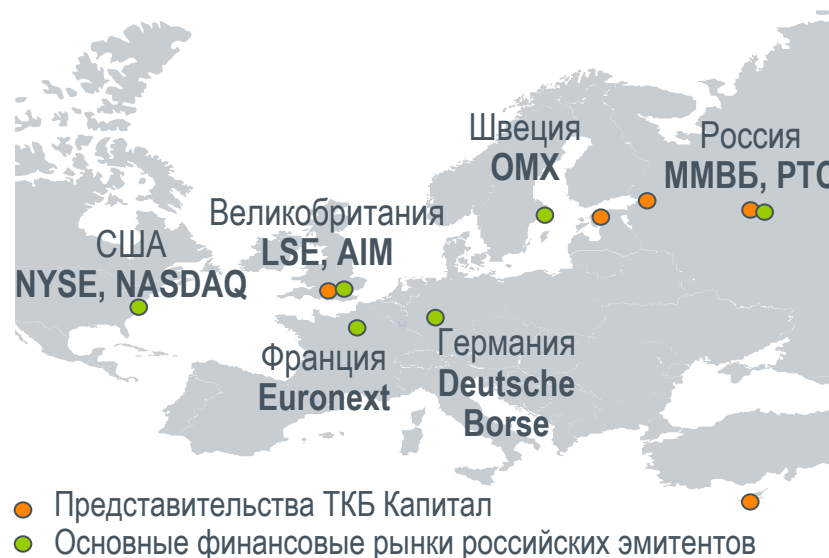 Швеция
OMX
Россия
ММВБ, РТС
Великобритания
LSE, AIM
США
NYSE, NASDAQ
Франция
Euronext
Германия
Deutsche
Borse
Представительства ТКБ Капитал
Основные финансовые рынки российских эмитентов